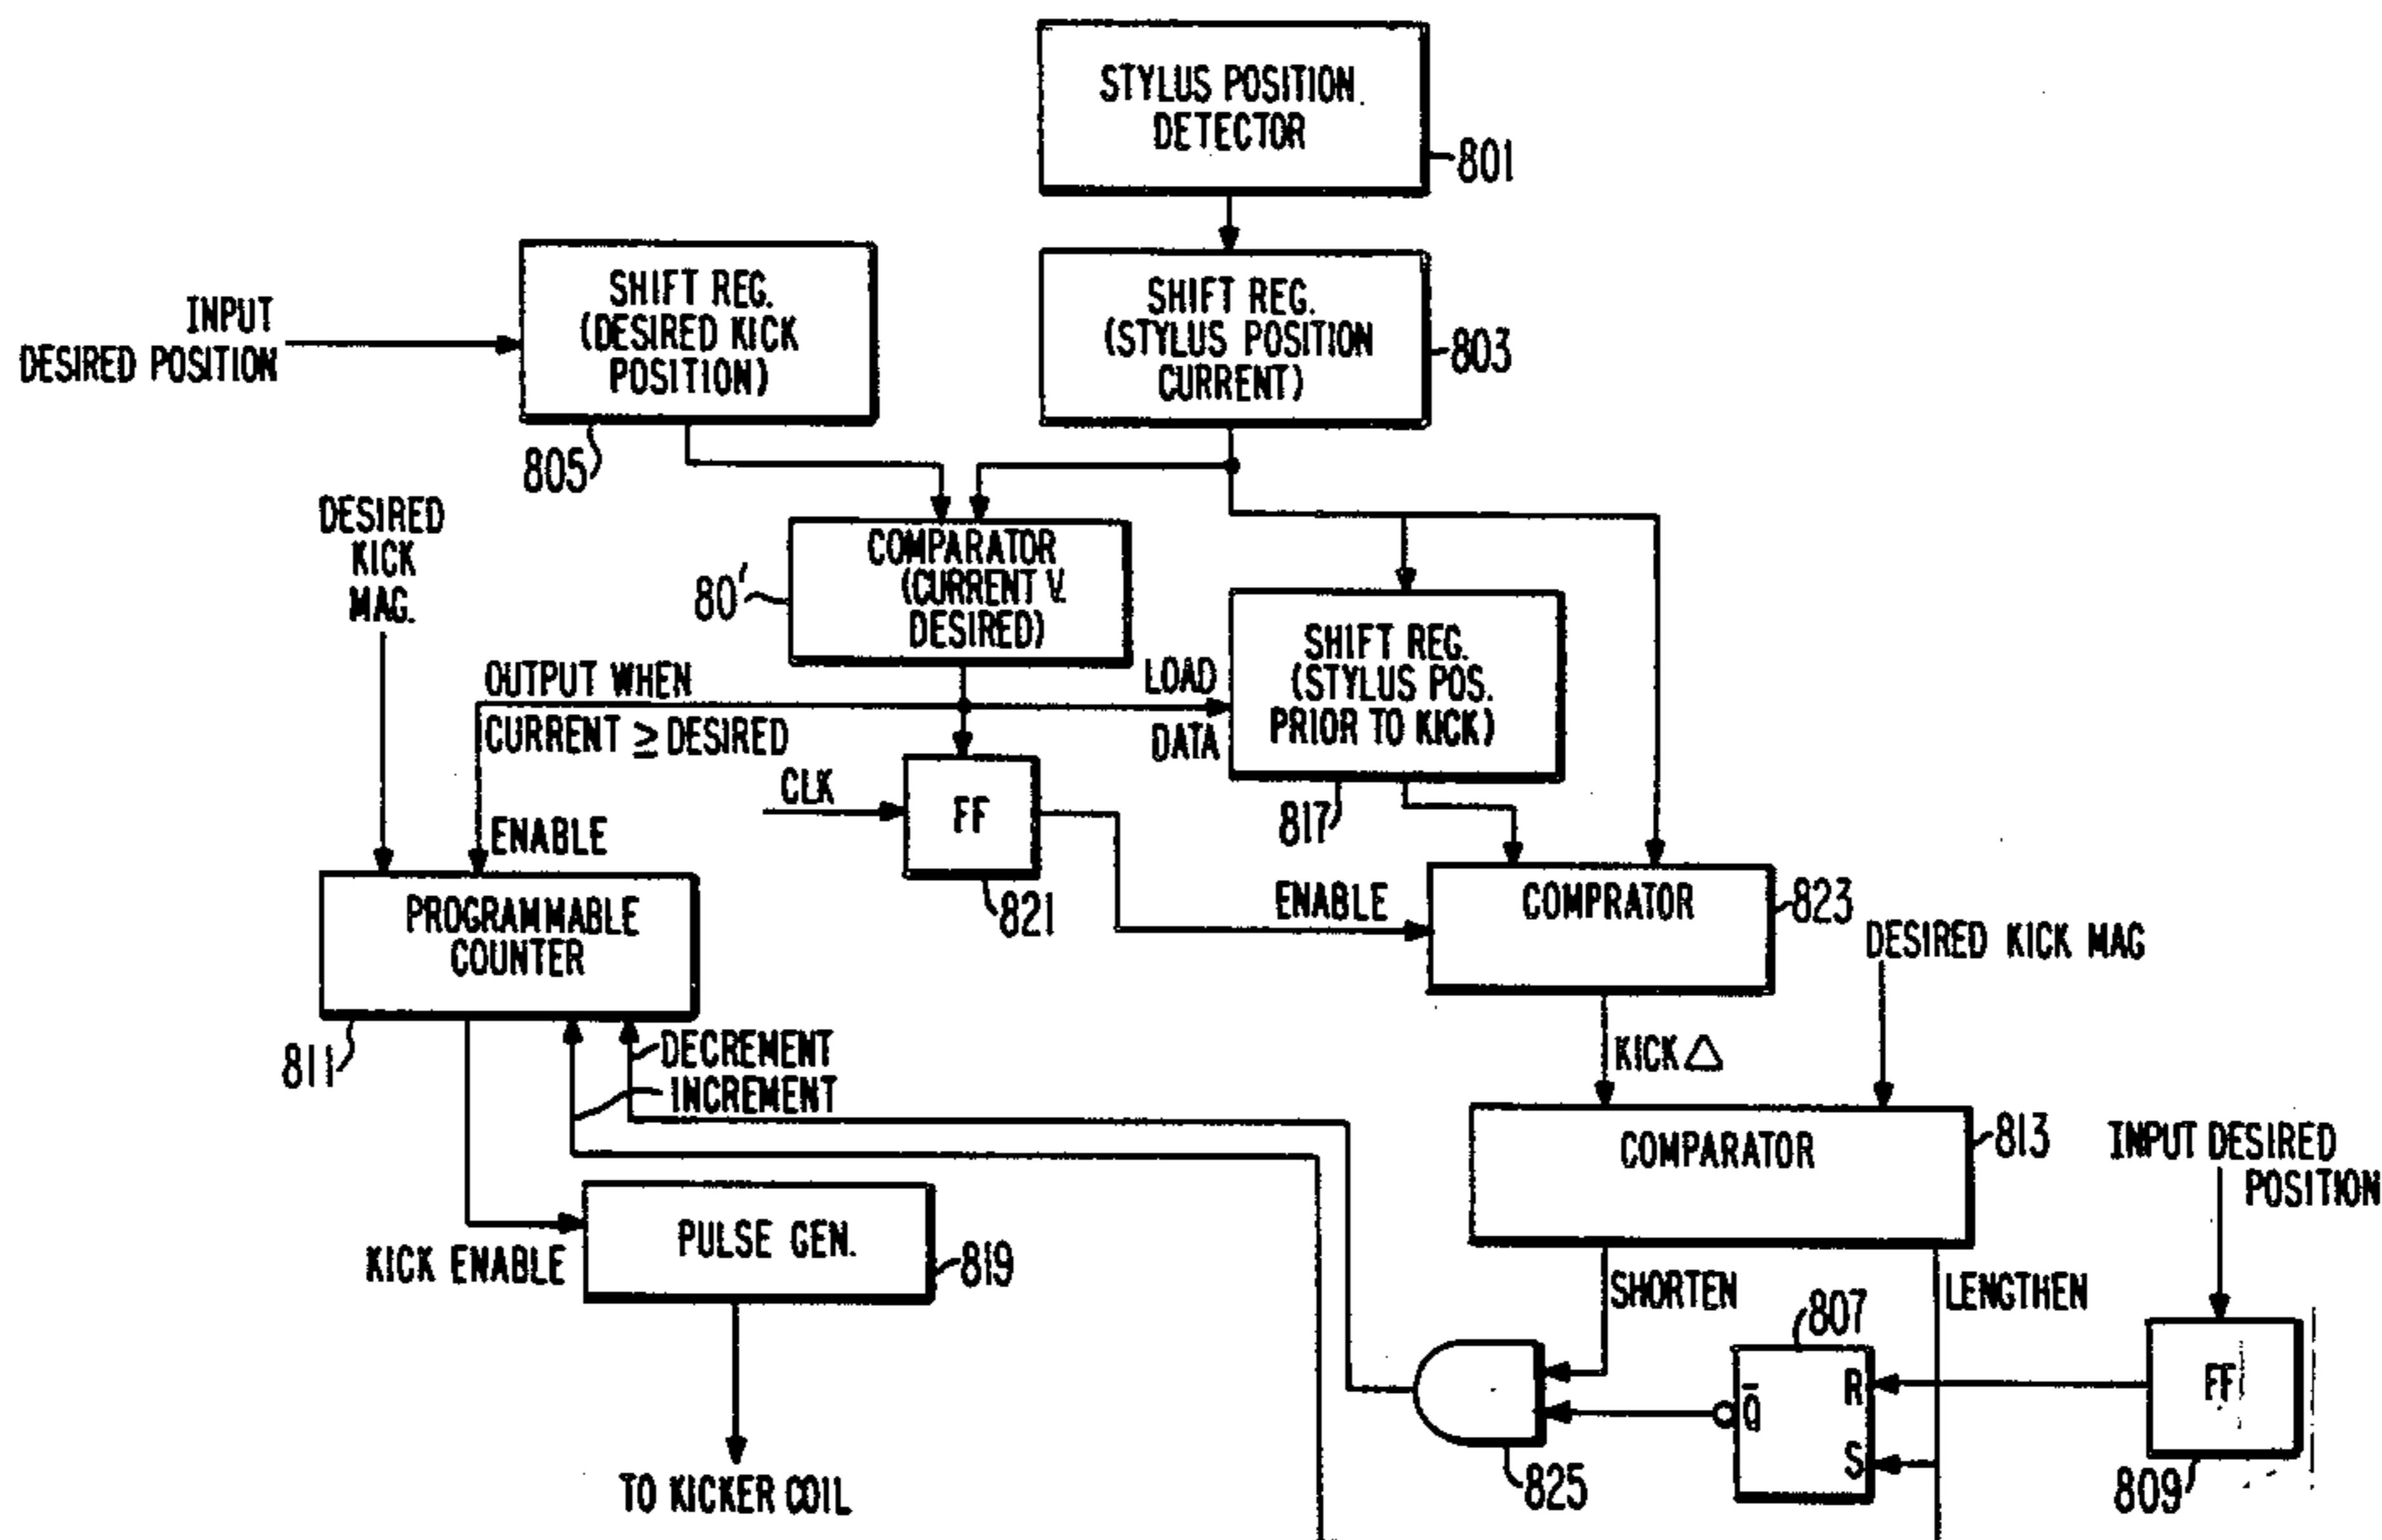 STYLUS POSITION
DETECTOR
801
SHIFT REG.
(DESIRED KICK
POSITION)
805
INPUT
DESIRED POSITION
SHIFT REG.
(STYLUS POSITION
CURRENT)
803
DESIRED
KICK
MAG.
COMPARATOR
(CURRENT V.
DESIRED)
80'
OUTPUT WHEN
CURRENT ≥ DESIRED
LOAD
DATA
SHIFT REG.
(STYLUS POS.
PRIOR TO KICK)
817
CLK
FF
821
ENABLE
PROGRAMMABLE
COUNTER
811
ENABLE
COMPRATOR
823
DESIRED KICK MAG
KICK △
DECREMENT
INCREMENT
COMPARATOR
813
INPUT DESIRED
POSITION
PULSE GEN.
819
KICK ENABLE
SHORTEN
LENGTHEN
807
R
Q̅
S
FF
809
825
TO KICKER COIL